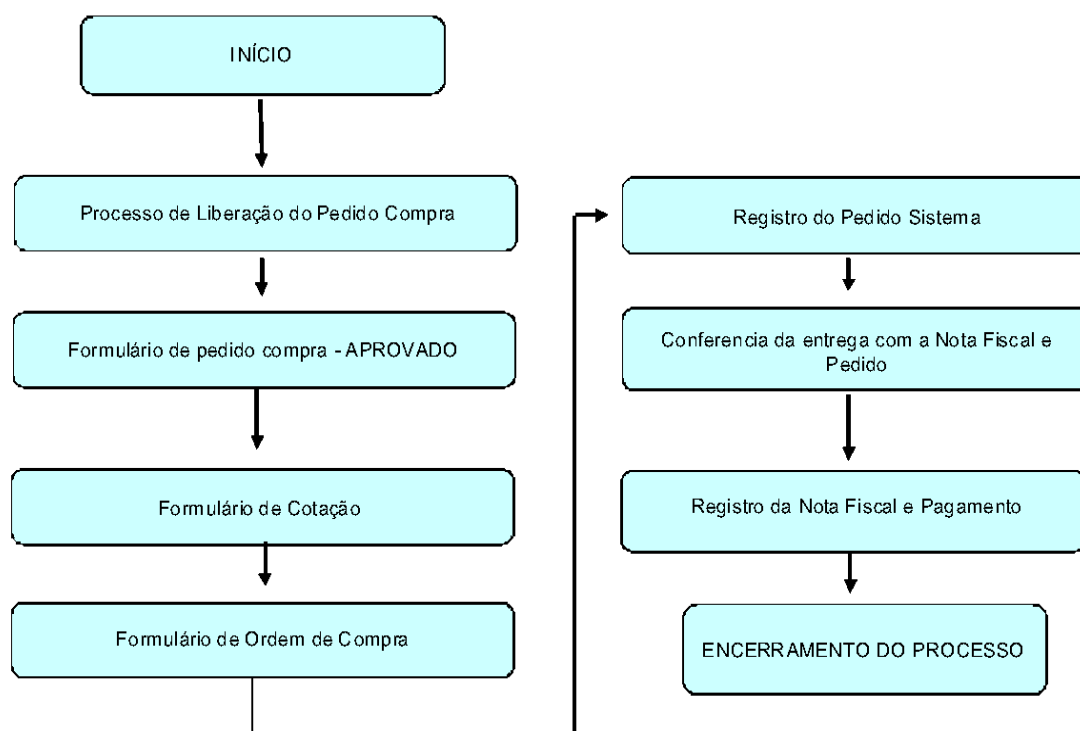 INÍCIO
Processo de Liberação do Pedido Compra
Formulário de pedido compra - APROVADO
Formulário de Cotação
Formulário de Ordem de Compra
Registro do Pedido Sistema
Conferencia da entrega com a Nota Fiscal e
Pedido
Registro da Nota Fiscal e Pagamento
ENCERRAMENTO DO PROCESSO